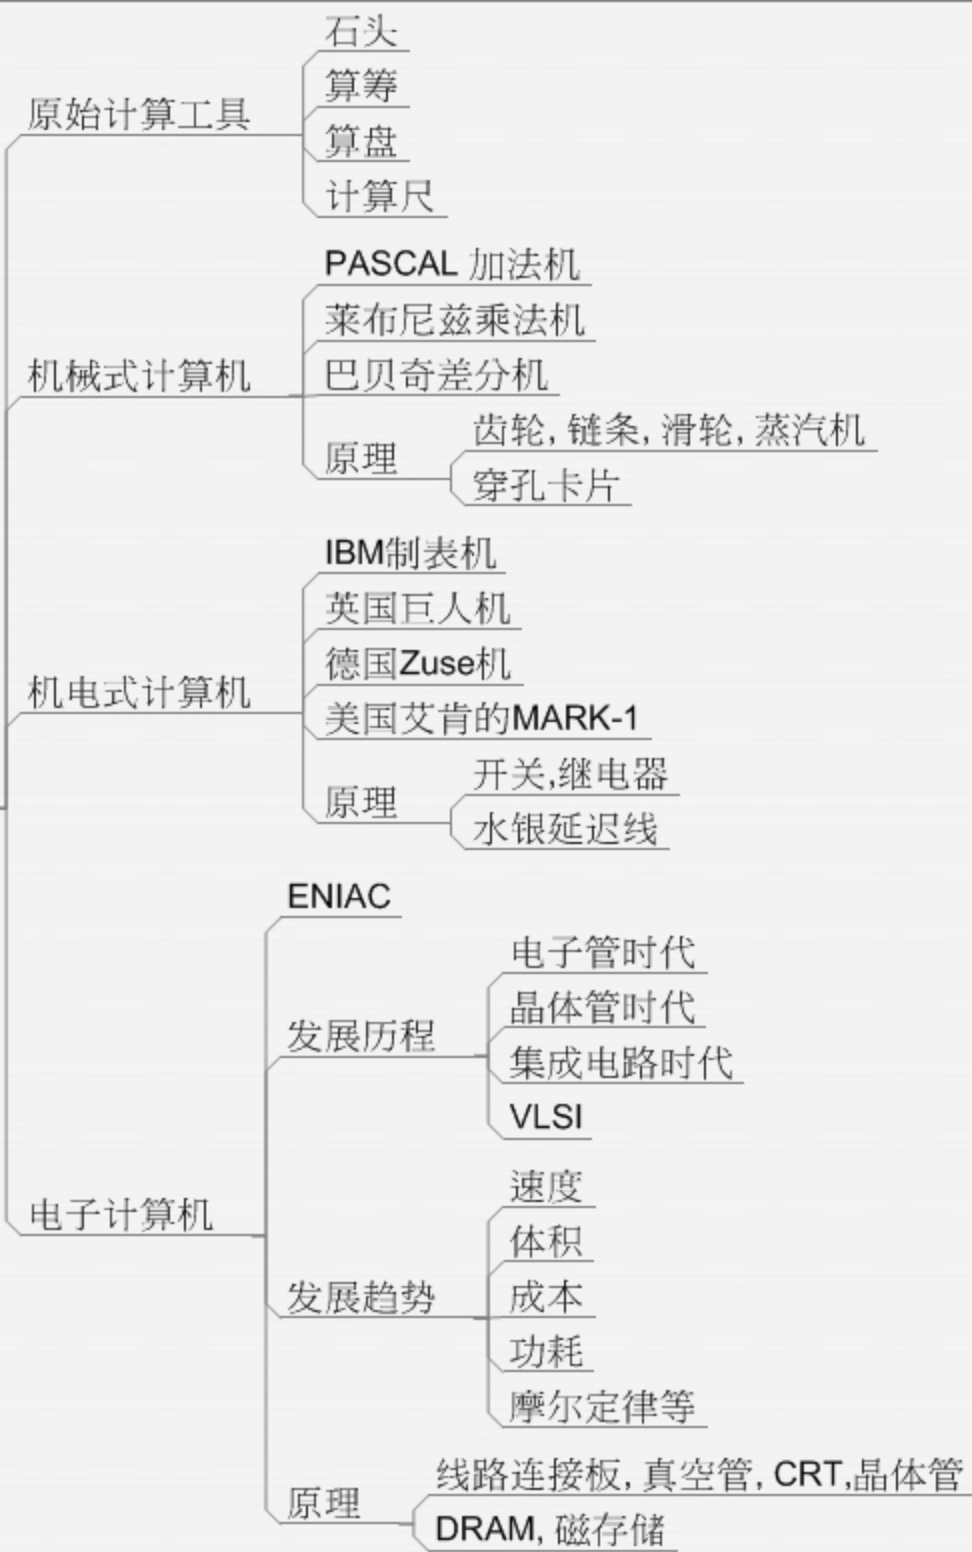 原始计算工具
石头
算筹
算盘
计算尺
机械式计算机
PASCAL 加法机
莱布尼兹乘法机
巴贝奇差分机
原理
齿轮, 链条, 滑轮, 蒸汽机
穿孔卡片
机电式计算机
IBM制表机
英国巨人机
德国Zuse机
美国艾肯的MARK-1
原理
开关,继电器
水银延迟线
电子计算机
ENIAC
发展历程
电子管时代
晶体管时代
集成电路时代
VLSI
发展趋势
速度
体积
成本
功耗
摩尔定律等
原理
线路连接板, 真空管, CRT,晶体管
DRAM, 磁存储